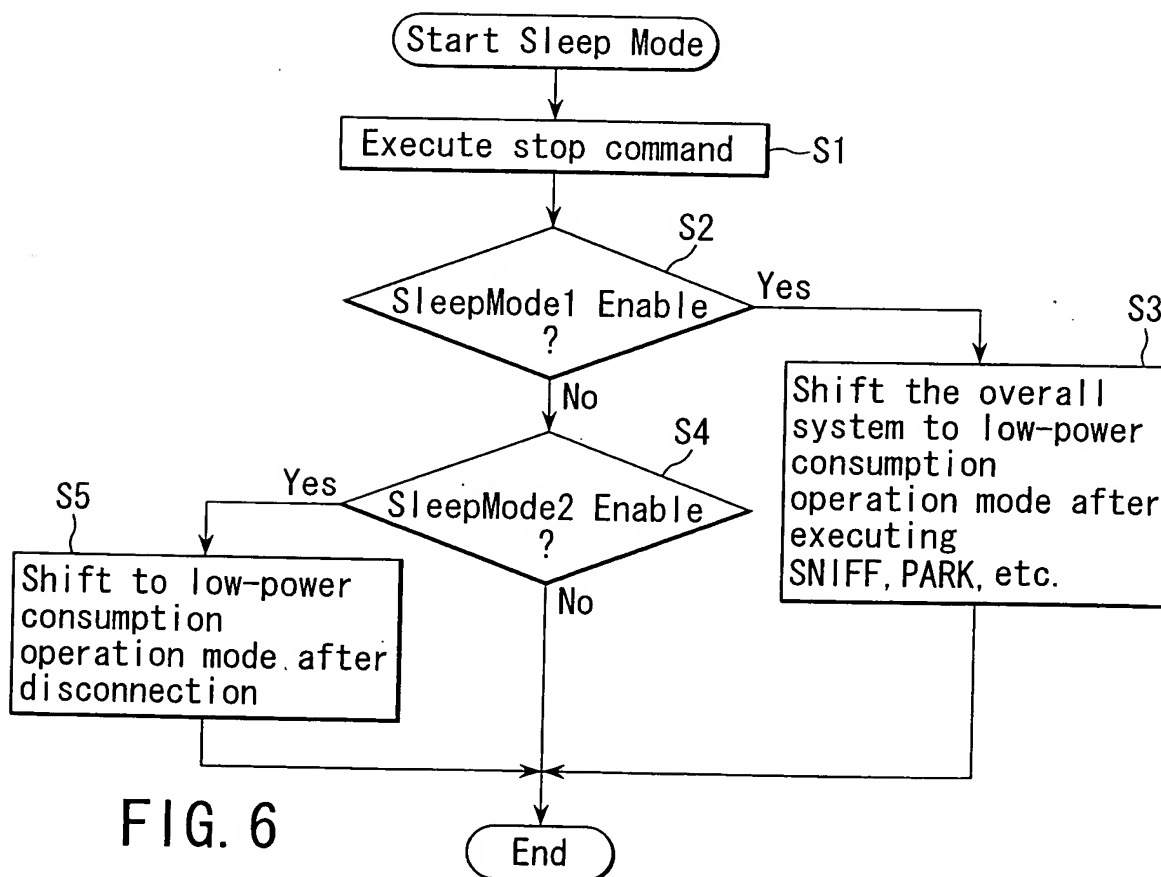 Start Sleep Mode
Execute stop command
S1
S2
SleepMode1 Enable
?
Yes
No
S3
Shift the overall
system to low-power
consumption
operation mode after
executing
SNIFF, PARK, etc.
S4
SleepMode2 Enable
?
Yes
No
S5
Shift to low-power
consumption
operation mode after
disconnection
End
FIG. 6